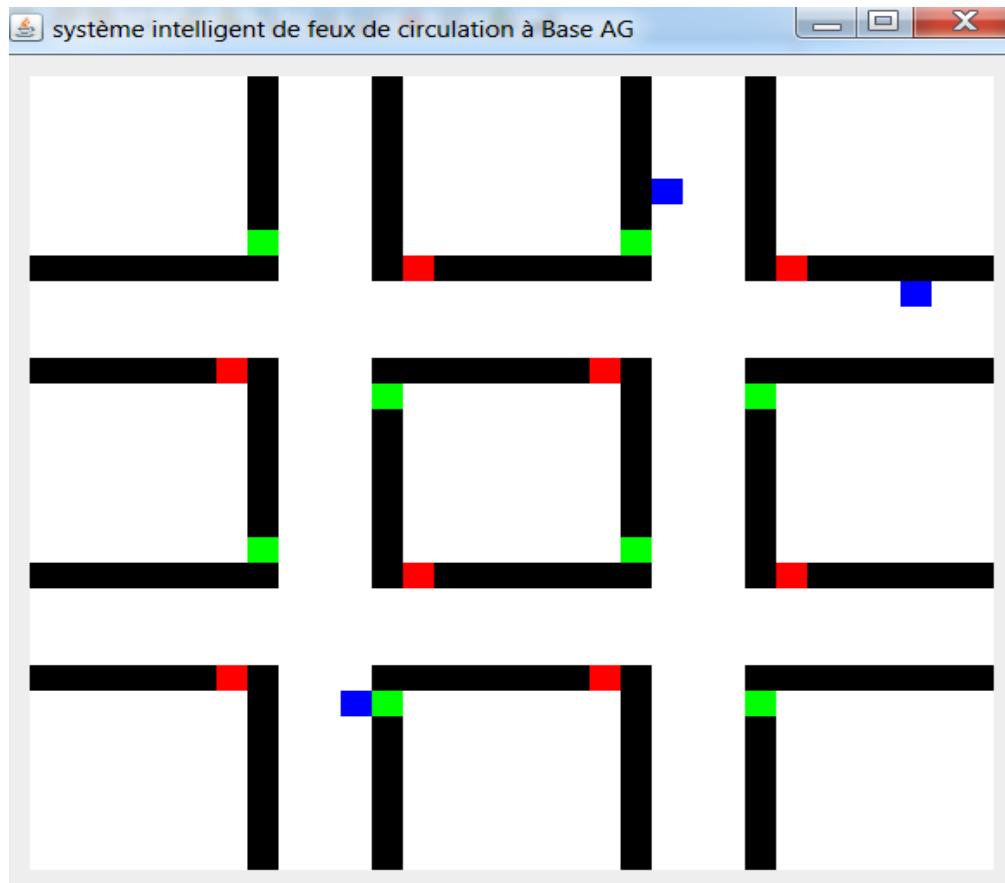 système intelligent de feux de circulation à Base AG